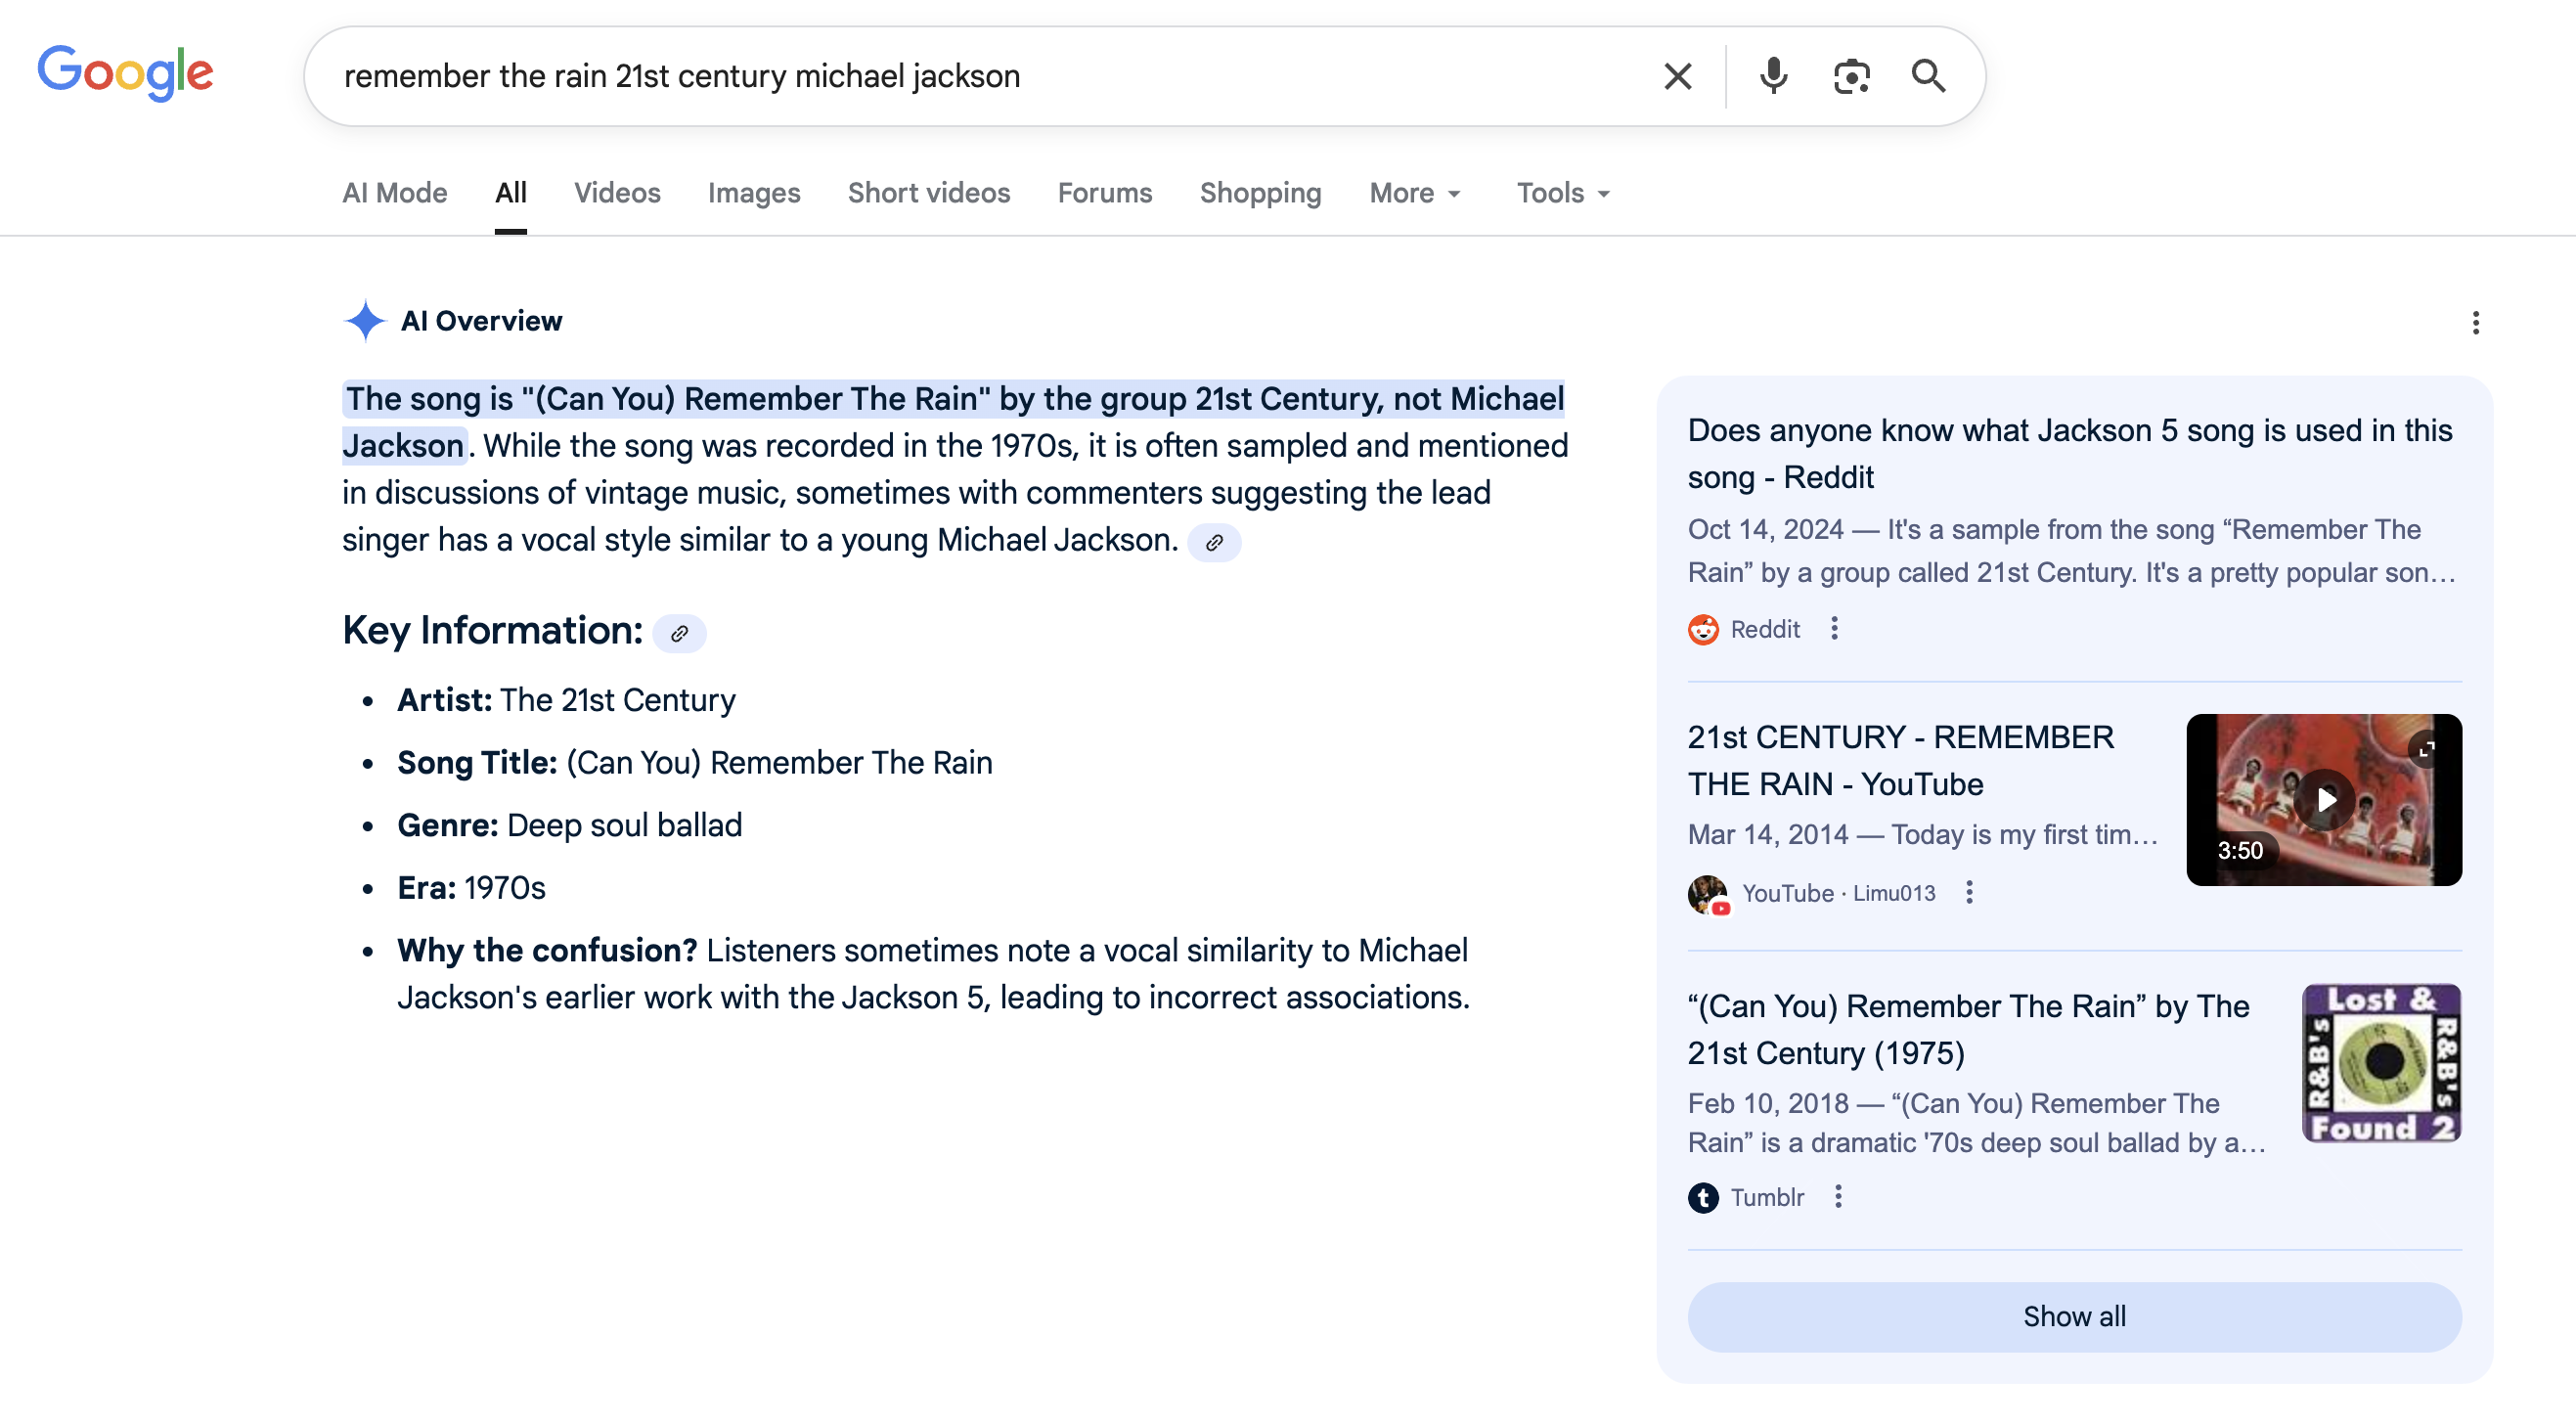 Google
remember the rain 21st century michael jackson
AI Mode All Videos Images Short videos Forums Shopping More Tools
AI Overview
The song is "(Can You) Remember The Rain" by the group 21st Century, not Michael
Jackson. While the song was recorded in the 1970s, it is often sampled and mentioned
in discussions of vintage music, sometimes with commenters suggesting the lead
singer has a vocal style similar to a young Michael Jackson.
Key Information:
• Artist: The 21st Century
• Song Title: (Can You) Remember The Rain
• Genre: Deep soul ballad
• Era: 1970s
• Why the confusion? Listeners sometimes note a vocal similarity to Michael
Jackson's earlier work with the Jackson 5, leading to incorrect associations.
Does anyone know what Jackson 5 song is used in this
song - Reddit
Oct 14, 2024 — It's a sample from the song “Remember The
Rain” by a group called 21st Century. It's a pretty popular son...
Reddit
21st CENTURY - REMEMBER
THE RAIN - YouTube
Mar 14, 2014 — Today is my first tim...
YouTube · Limu013
3:50
“(Can You) Remember The Rain” by The
21st Century (1975)
Feb 10, 2018 — “(Can You) Remember The
Rain” is a dramatic '70s deep soul ballad by a...
Tumblr
Lost &
R&B's
R&B's
Found 2
Show all